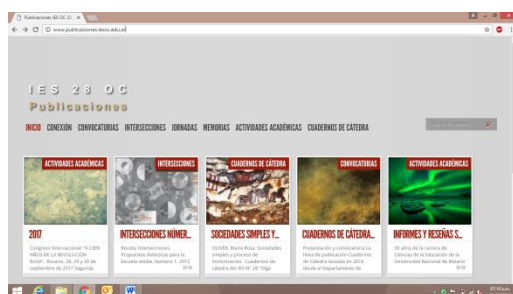 Publicaciones IES OC 28
www.publicaciones-iesoc.edu.ar
IES 28 OC
Publicaciones
INICIO CONEXIÓN CONVOCATORIAS INTERSECCIONES JORNADAS MEMORIAS ACTIVIDADES ACADÉMICAS CUADERNOS DE CÁTEDRA
ACTIVIDADES ACADÉMICAS
2017
Congreso Internacional: "A CIEN
AÑOS DE LA REVOLUCIÓN
RUSA". Rosario, 28, 29 y 30 de
septiembre de 2017 Segunda
INTERSECCIONES
INTERSECCIONES NÚMER...
Revista Intersecciones.
Propuestas didácticas para la
Escuela media. Número 1, 2012
CUADERNOS DE CÁTEDRA
SOCIEDADES SIMPLES Y...
OLIVER, María Rosa. Sociedades
simples y proceso de
Cuadernos de
Cátedra del IES N° 28 "Olga
CONVOCATORIAS
CUADERNOS DE CÁTEDRA...
Presentación y convocatoria La
línea de publicación Cuadernos
de Cátedra lanzada en 2010
desde el Departamento de
ACTIVIDADES ACADÉMICAS
INFORMES Y RESEÑAS S...
30 años de la carrera de
Ciencias de la Educación de la
Universidad Nacional de Rosario